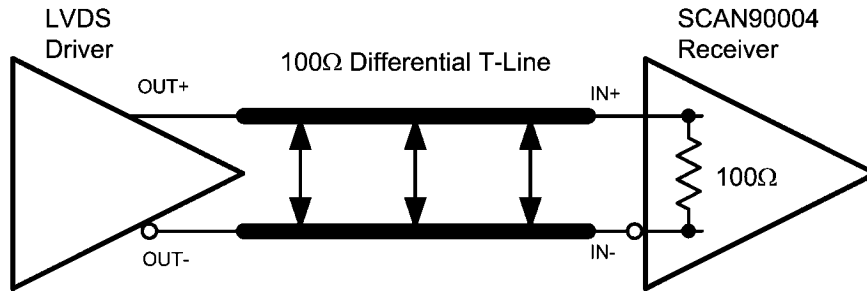 LVDS
Driver
SCAN90004
Receiver
100Ω Differential T-Line
OUT+
IN+
100Ω
OUT-
IN-